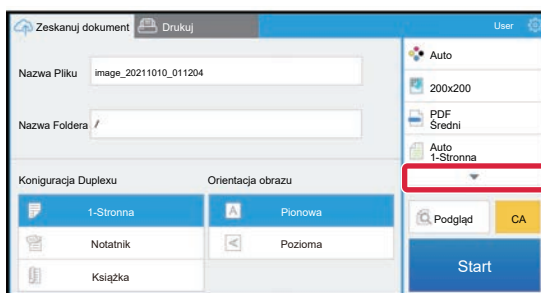 Zeskanuj dokument
Drukuj
User
Nazwa Pliku
image_20211010_011204
Nazwa Foldera
/
Auto
200x200
PDF
Średni
Auto
1-Stronna
Koniguracja Duplexu
Orientacja obrazu
1-Stronna
A
Pionowa
Notatnik
A
Pozioma
Książka
Podgląd
CA
Start